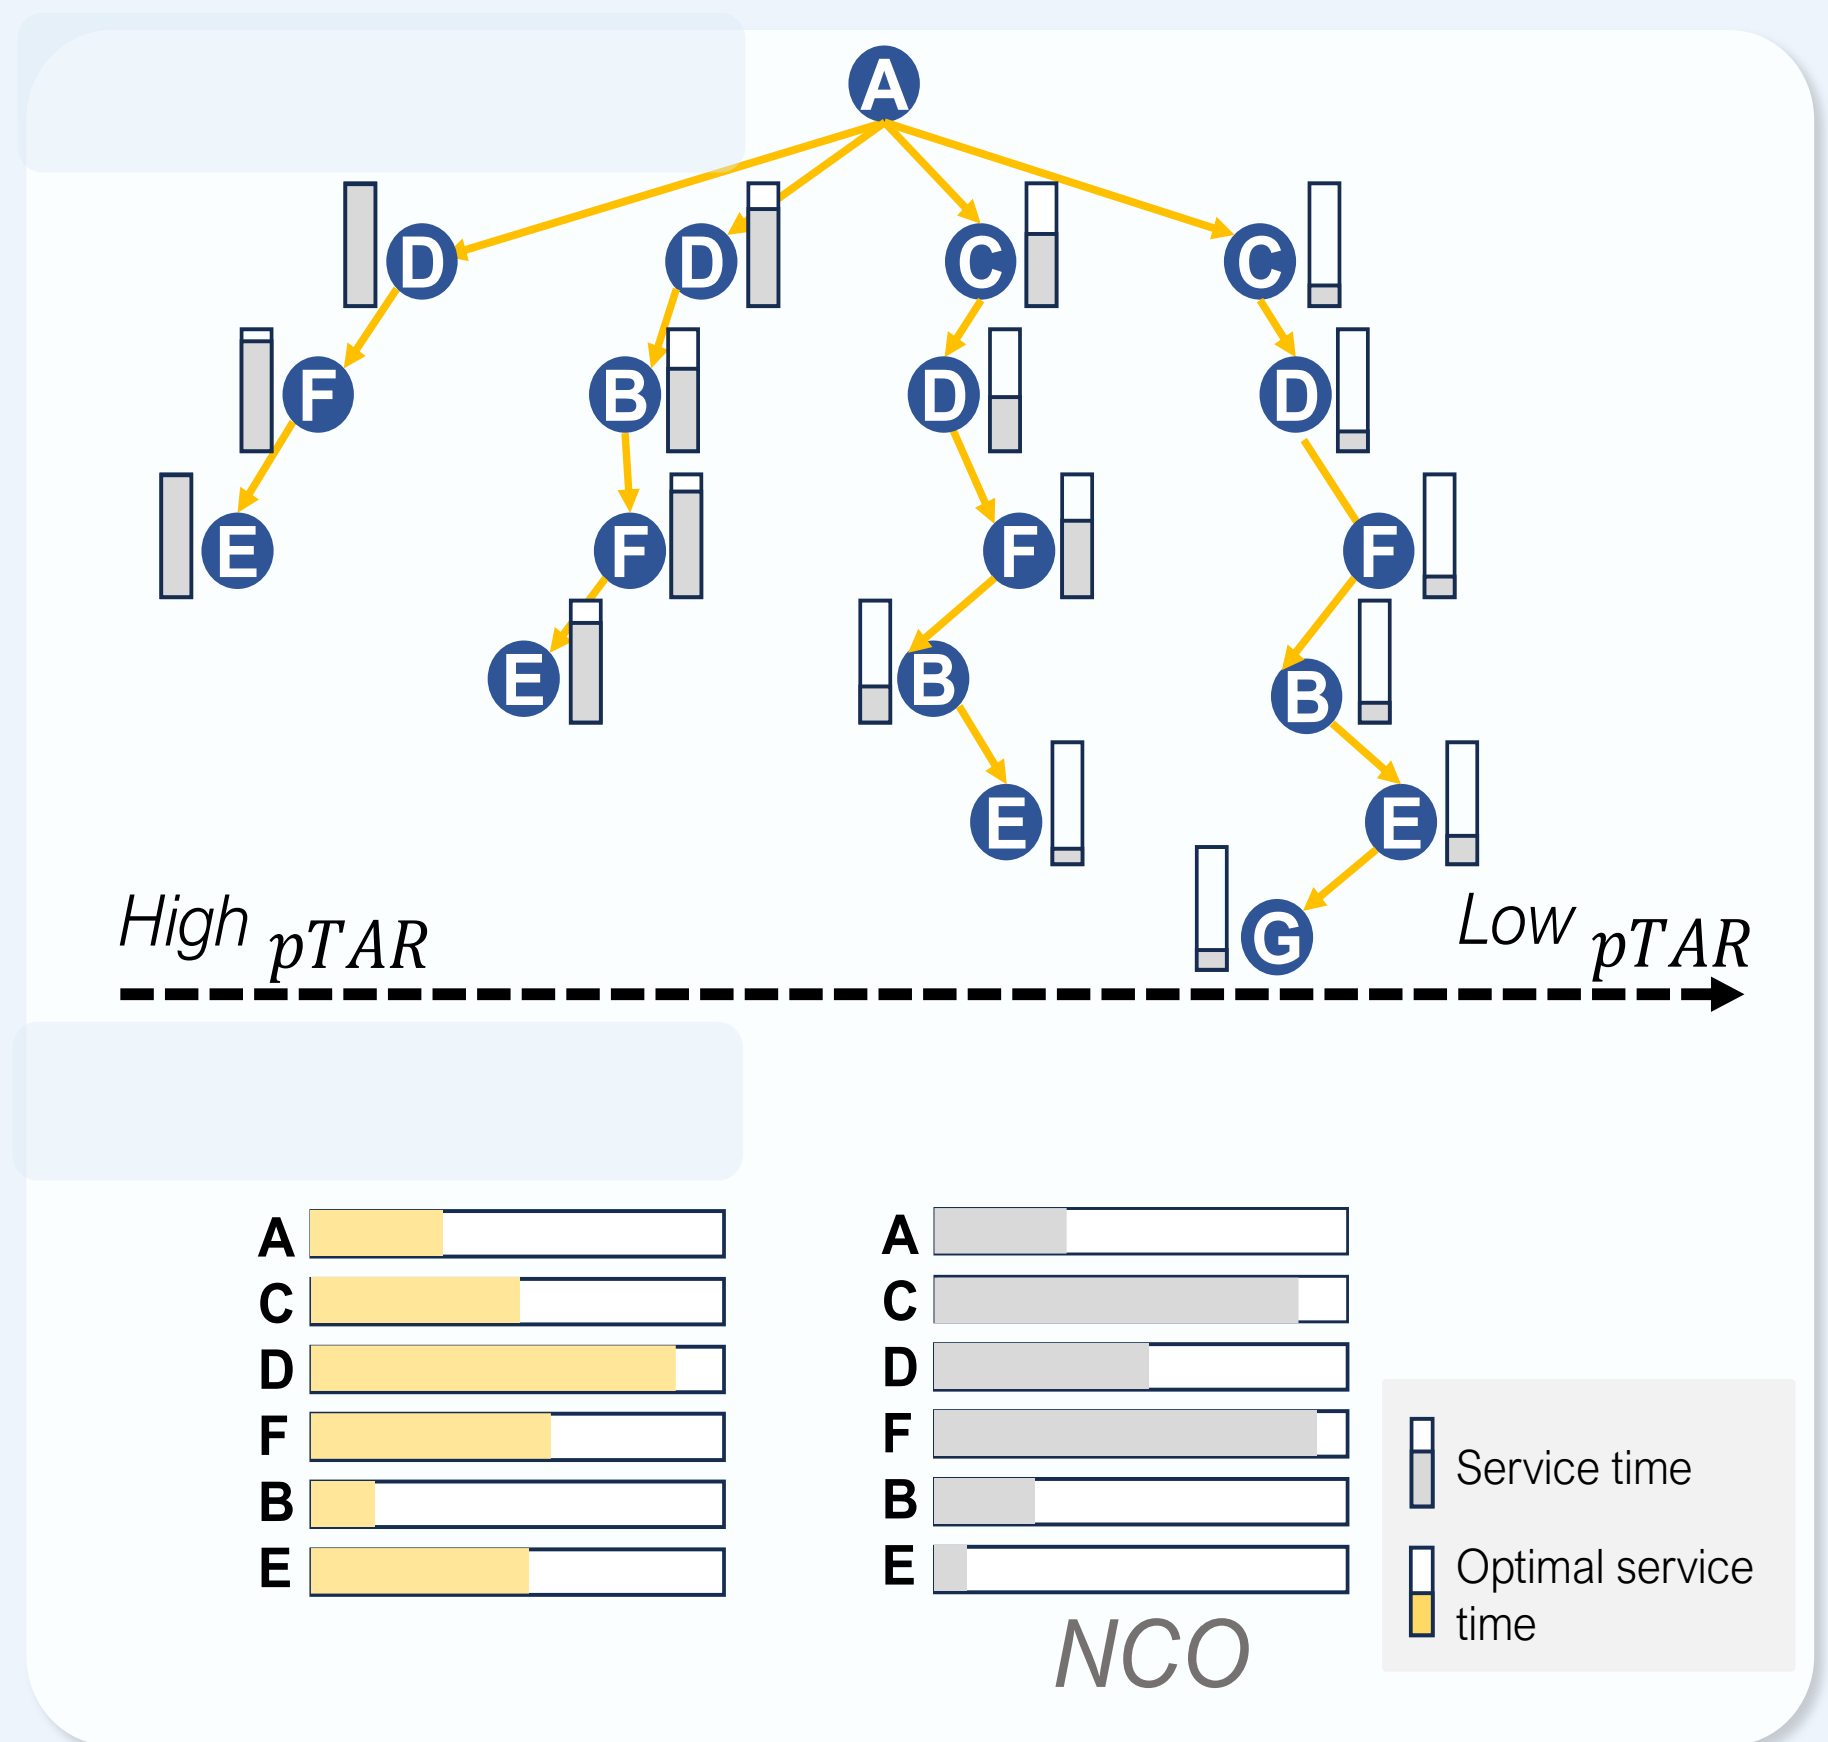 A
D D C C
F B D D
E F F F
E B B
E E
G
High pTAR Low pTAR
A A
C C
D D
F F
B B
E E
NCO
Service time
Optimal service
time